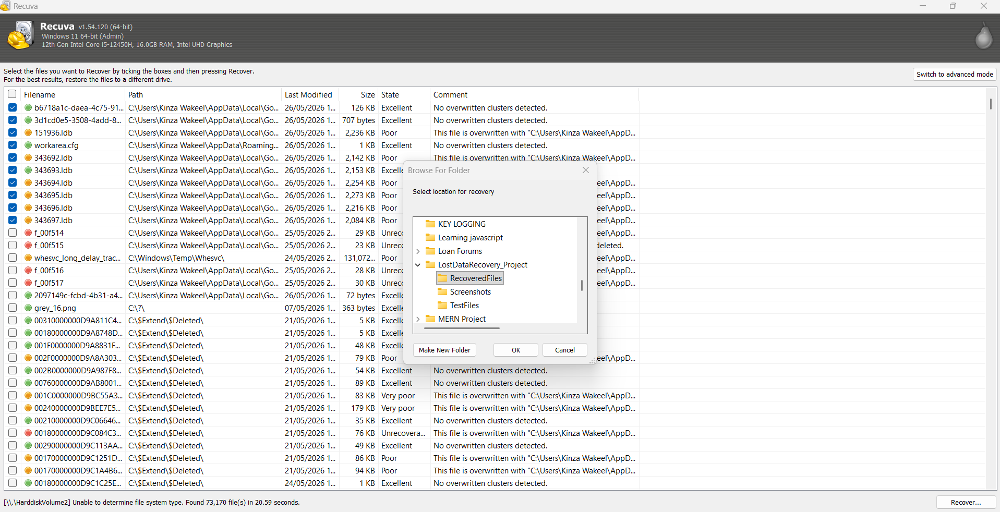 Recuva
Recuva v1.54.120 (64-bit)
Windows 11 64-bit (Admin)
12th Gen Intel Core i5-12450H, 16.0GB RAM, Intel UHD Graphics
Select the files you want to Recover by ticking the boxes and then pressing Recover.
For the best results, restore the files to a different drive.
Switch to advanced mode
Filename Path Last Modified Size State Comment
b6718a1c-daea-4c75-91... C:\Users\Kinza Wakeel\AppData\Local\Go... 26/05/2026 1... 126 KB Excellent No overwritten clusters detected.
3d1cd0e5-3508-4add-8... C:\Users\Kinza Wakeel\AppData\Local\Go... 26/05/2026 1... 707 bytes Excellent No overwritten clusters detected.
151936.ldb C:\Users\Kinza Wakeel\AppData\Local\Go... 26/05/2026 1... 2,236 KB Poor This file is overwritten with "C:\Users\Kinza Wakeel\AppD...
workarea.cfg C:\Users\Kinza Wakeel\AppData\Roaming... 26/05/2026 1... 1 KB Excellent No overwritten clusters detected.
343692.ldb C:\Users\Kinza Wakeel\AppData\Local\Go... 26/05/2026 1... 2,142 KB Poor This file is overwritten with "C:\Users\Kinza Wakeel\AppD...
343693.ldb C:\Users\Kinza Wakeel\AppData\Local\Go... 26/05/2026 1... 2,153 KB Excelle
343694.ldb C:\Users\Kinza Wakeel\AppData\Local\Go... 26/05/2026 1... 2,254 KB Poor eel\AppD...
343695.ldb C:\Users\Kinza Wakeel\AppData\Local\Go... 26/05/2026 1... 2,273 KB Poor eel\AppD...
343696.ldb C:\Users\Kinza Wakeel\AppData\Local\Go... 26/05/2026 1... 2,216 KB Poor eel\AppD...
343697.ldb C:\Users\Kinza Wakeel\AppData\Local\Go... 26/05/2026 1... 2,084 KB Poor eel\AppD...
f_00f514 C:\Users\Kinza Wakeel\AppData\Local\Go... 25/05/2026 2... 29 KB Unrecc eel\AppD...
f_00f515 C:\Users\Kinza Wakeel\AppData\Local\Go... 25/05/2026 2... 23 KB Unrecc deleted.
whesvc_long_delay_trac... C:\Windows\Temp\Whesvc\ 24/05/2026 2... 131,072... Poor eel\AppD...
f_00f516 C:\Users\Kinza Wakeel\AppData\Local\Go... 25/05/2026 2... 28 KB Unrecc eel\AppD...
f_00f517 C:\Users\Kinza Wakeel\AppData\Local\Go... 25/05/2026 2... 30 KB Unrecc eel\AppD...
2097149c-fcbd-4b31-a4... C:\Users\Kinza Wakeel\AppData\Local\Go... 26/05/2026 1... 72 bytes Excelle
grey_16.png C:\?\ 07/05/2026 1... 363 bytes Excelle
00310000000D9A811C4... C:\$Extend\$Deleted\ 21/05/2026 1... 5 KB Excelle
00180000000D9A8748D... C:\$Extend\$Deleted\ 21/05/2026 1... 5 KB Excelle
001F0000000D9A8831F... C:\$Extend\$Deleted\ 21/05/2026 1... 48 KB Excelle
002F0000000D9A8A303... C:\$Extend\$Deleted\ 21/05/2026 1... 79 KB Poor eel\AppD...
002B0000000D9A987F8... C:\$Extend\$Deleted\ 21/05/2026 1... 54 KB Excellent No overwritten clusters detected.
00760000000D9AB8001... C:\$Extend\$Deleted\ 21/05/2026 1... 89 KB Excellent No overwritten clusters detected.
001C0000000D9BC55A3... C:\$Extend\$Deleted\ 21/05/2026 1... 83 KB Very poor This file is overwritten with "C:\Users\Kinza Wakeel\AppD...
00240000000D9BEE7E5... C:\$Extend\$Deleted\ 21/05/2026 1... 179 KB Very poor This file is overwritten with "C:\Users\Kinza Wakeel\AppD...
00210000000D9C06646... C:\$Extend\$Deleted\ 21/05/2026 1... 35 KB Excellent No overwritten clusters detected.
00180000000D9C084C3... C:\$Extend\$Deleted\ 21/05/2026 1... 76 KB Unrecovera... This file is overwritten with "C:\Users\Kinza Wakeel\AppD...
00290000000D9C113AA... C:\$Extend\$Deleted\ 21/05/2026 1... 49 KB Excellent No overwritten clusters detected.
00170000000D9C1251D... C:\$Extend\$Deleted\ 21/05/2026 1... 86 KB Poor This file is overwritten with "C:\Users\Kinza Wakeel\AppD...
00170000000D9C1A4B6... C:\$Extend\$Deleted\ 21/05/2026 1... 94 KB Poor This file is overwritten with "C:\Users\Kinza Wakeel\AppD...
00180000000D9C1C25E... C:\$Extend\$Deleted\ 24/05/2026 1... 1 KB Excellent No overwritten clusters detected.
Browse For Folder
Select location for recovery
KEY LOGGING
Learning javascript
Loan Forums
LostDataRecovery_Project
RecoveredFiles
Screenshots
TestFiles
MERN Project
Make New Folder OK Cancel
[\\.\HarddiskVolume2] Unable to determine file system type. Found 73,170 file(s) in 20.59 seconds.
Recover...